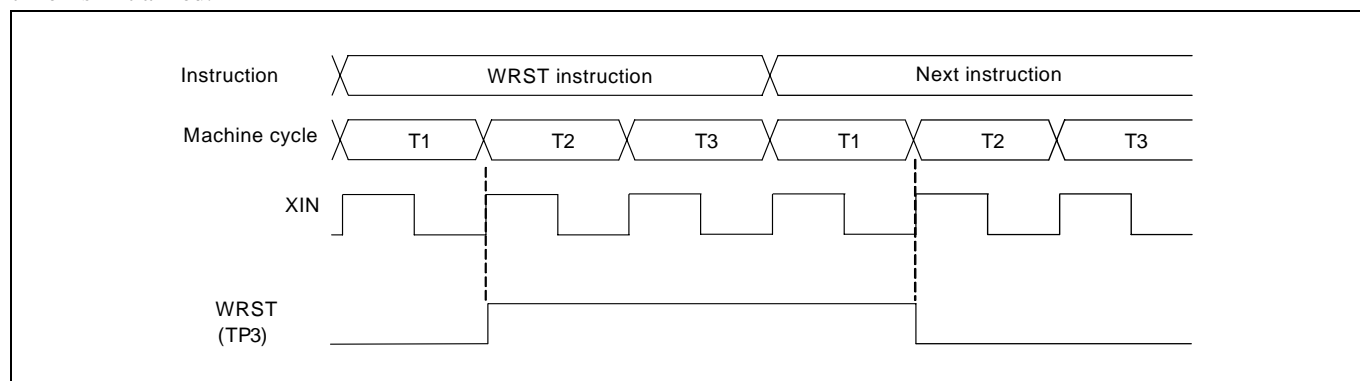 Instruction WRST instruction Next instruction
Machine cycle T1 T2 T3 T1 T2 T3
XIN
WRST
(TP3)